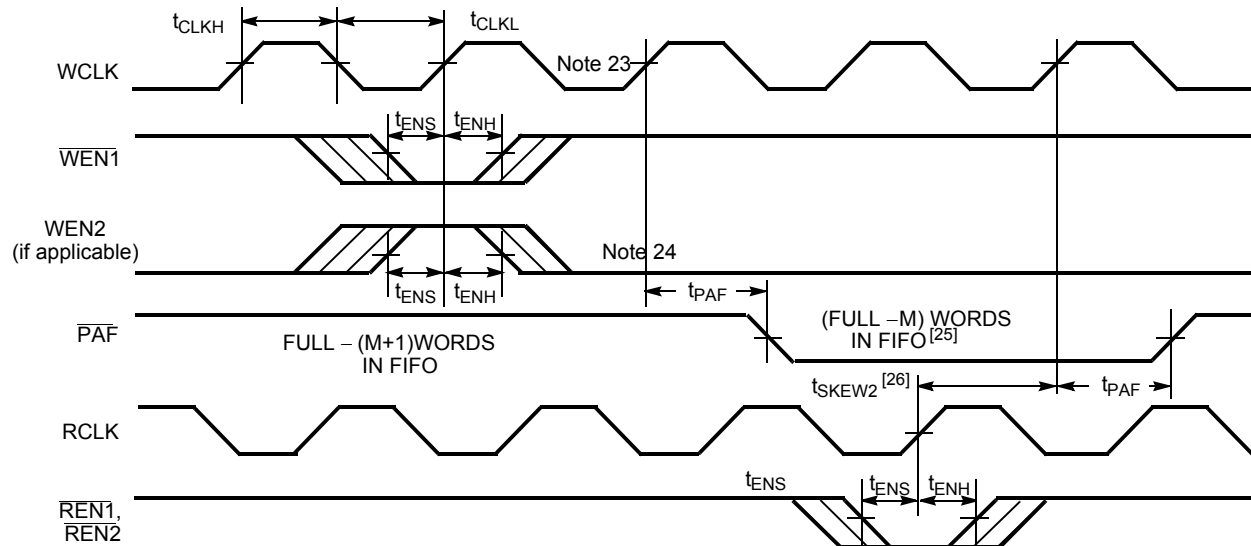 tCLKH
tCLKL
WCLK
Note 23
tENS
tENH
WEN1
WEN2
(if applicable)
Note 24
tENS
tENH
tPAF
PAF
FULL – (M+1)WORDS
IN FIFO
(FULL –M) WORDS
IN FIFO[25]
tSKEW2 [26]
tPAF
RCLK
tENS
tENS
tENH
REN1,
REN2